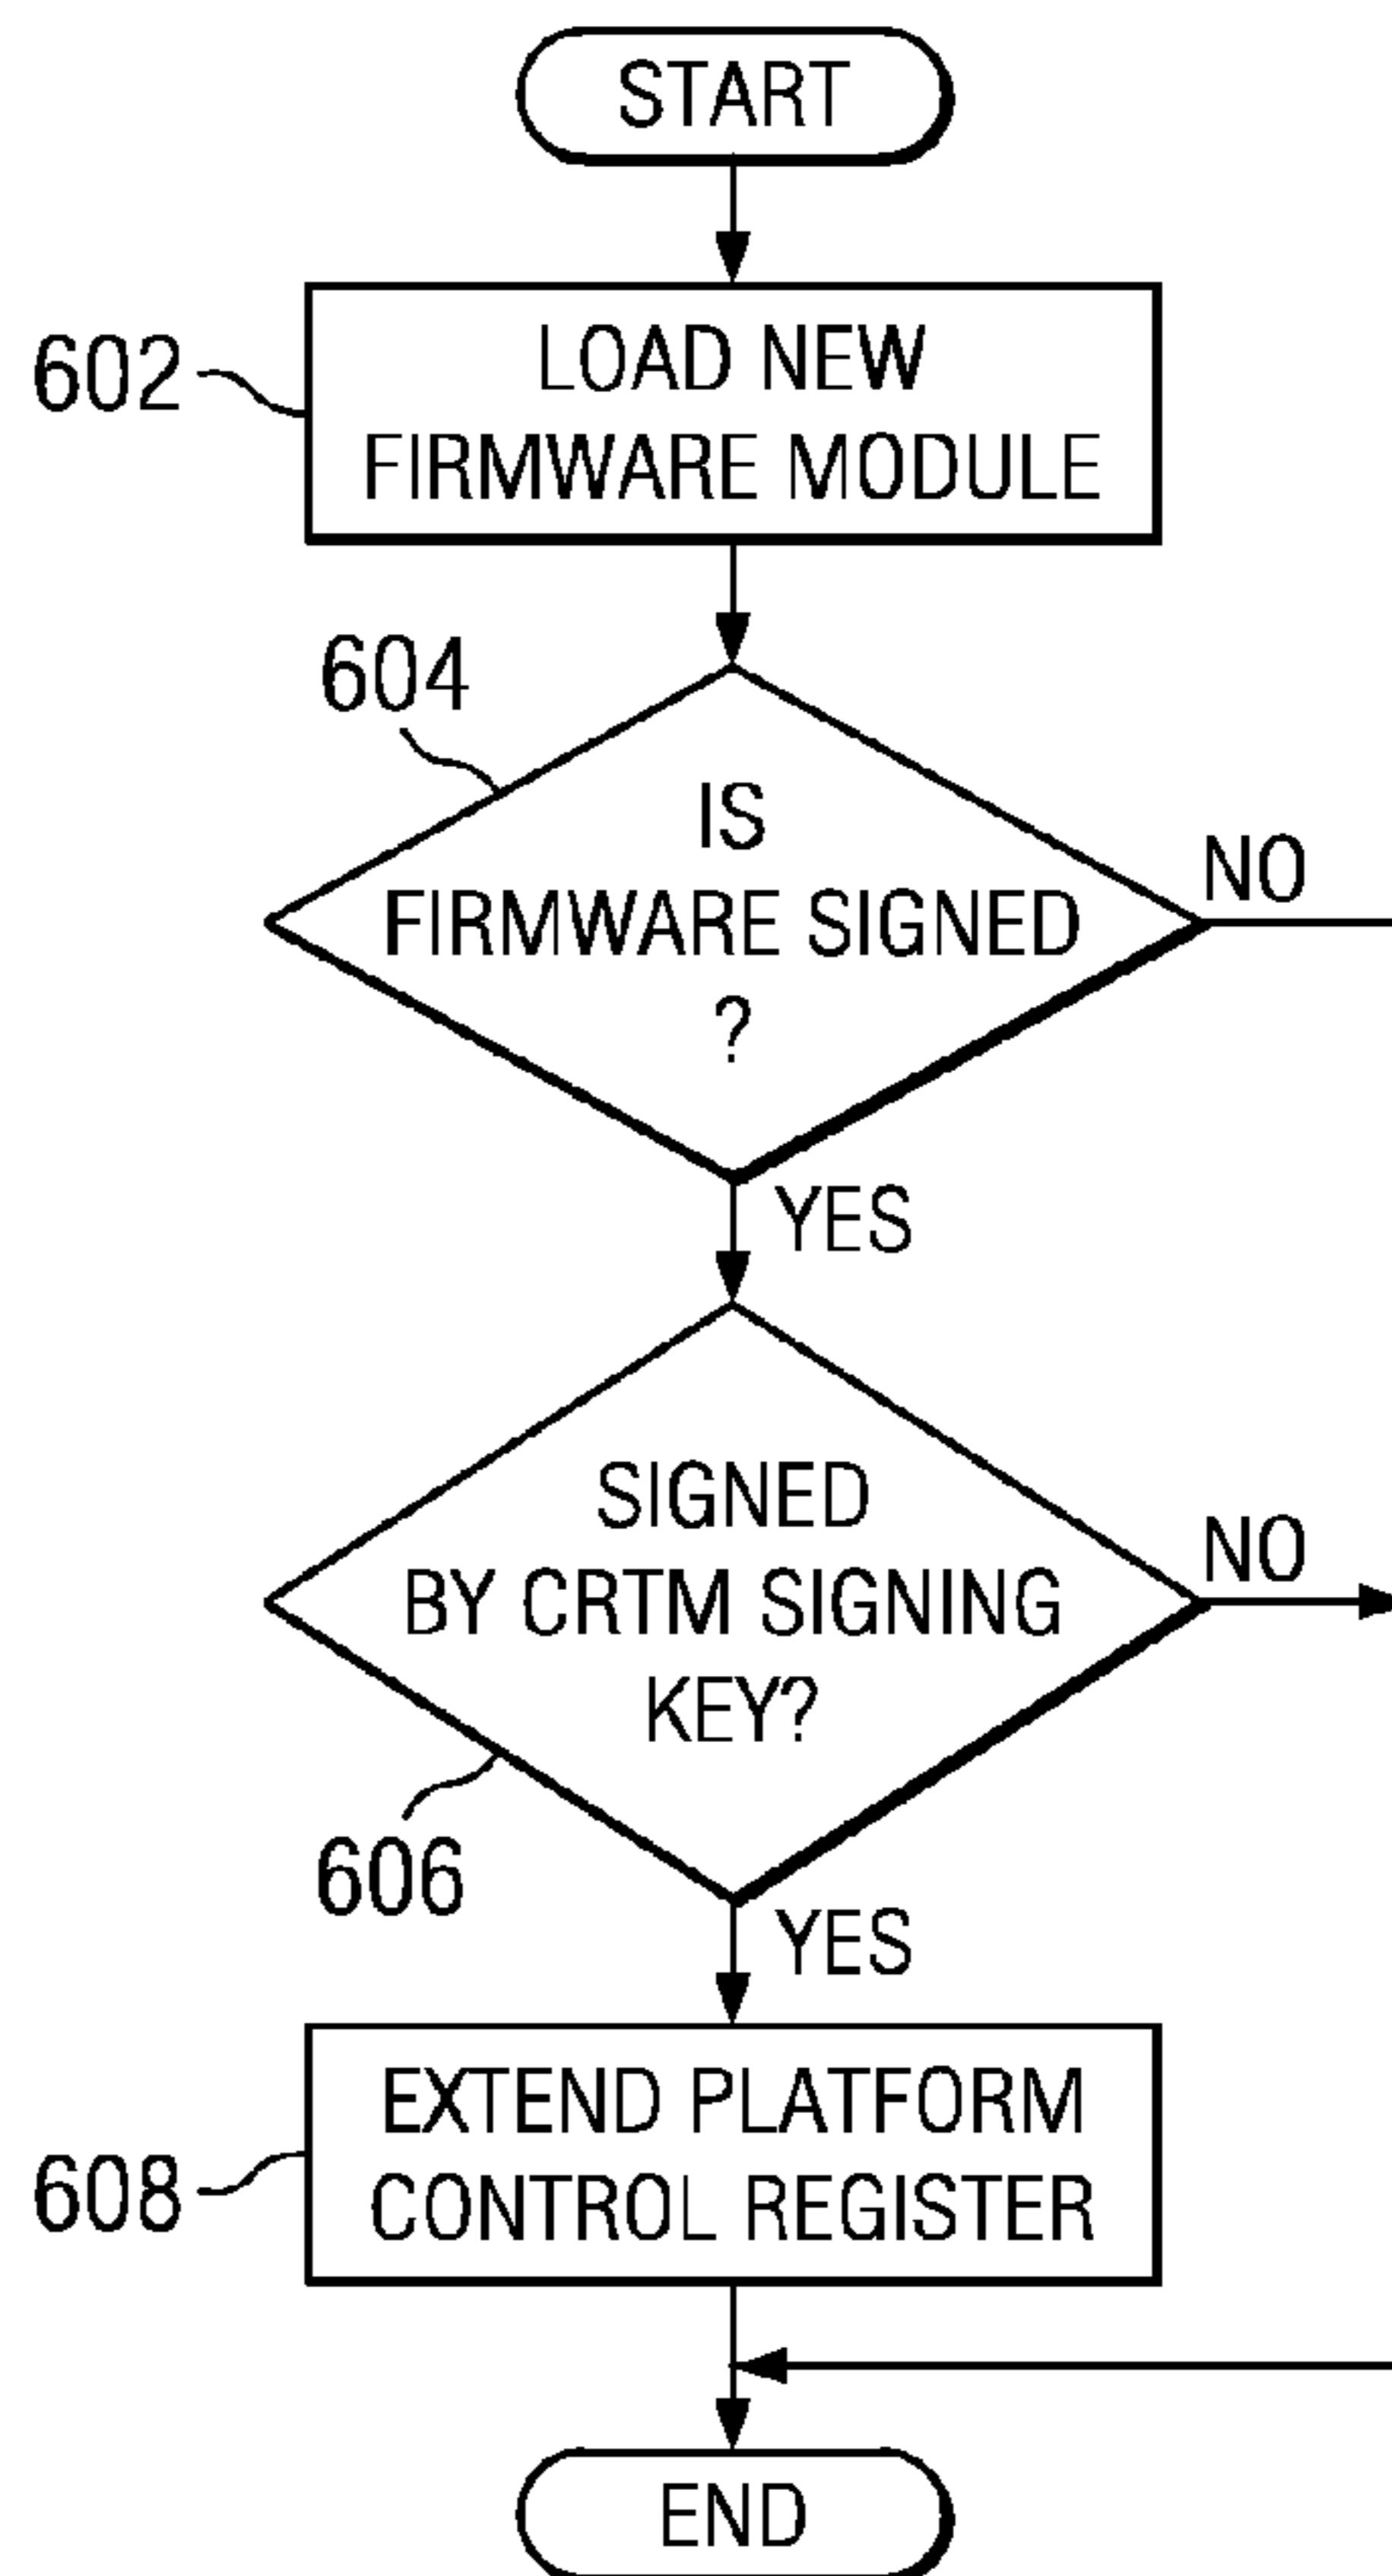 START
602
LOAD NEW
FIRMWARE MODULE
604
IS
FIRMWARE SIGNED
?
NO
YES
SIGNED
BY CRTM SIGNING
KEY?
NO
606
YES
608
EXTEND PLATFORM
CONTROL REGISTER
END